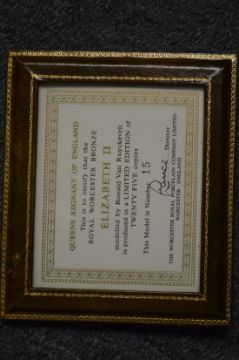 QUEENS REGNANT OF ENGLAND
This is to certify that the
ROYAL WORCESTER BRONZE
ELIZABETH II
modelled by Ronald Van Ruyckevelt
is produced in a LIMITED EDITION of
TWENTY FIVE copies
This Model is Number 15
Director
THE WORCESTER ROYAL PORCELAIN COMPANY LIMITED
WORCESTER · ENGLAND